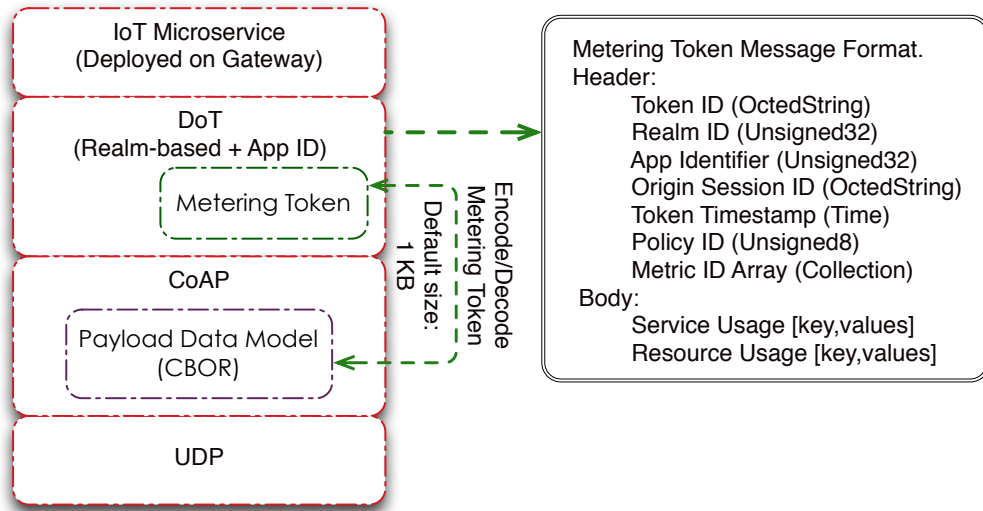 IoT Microservice
(Deployed on Gateway)
DoT
(Realm-based + App ID)
Metering Token
CoAP
Payload Data Model
(CBOR)
UDP
Encode/Decode
Metering Token
Default size:
1 KB
Metering Token Message Format.
Header:
Token ID (OctedString)
Realm ID (Unsigned32)
App Identifier (Unsigned32)
Origin Session ID (OctedString)
Token Timestamp (Time)
Policy ID (Unsigned8)
Metric ID Array (Collection)
Body:
Service Usage [key,values]
Resource Usage [key,values]